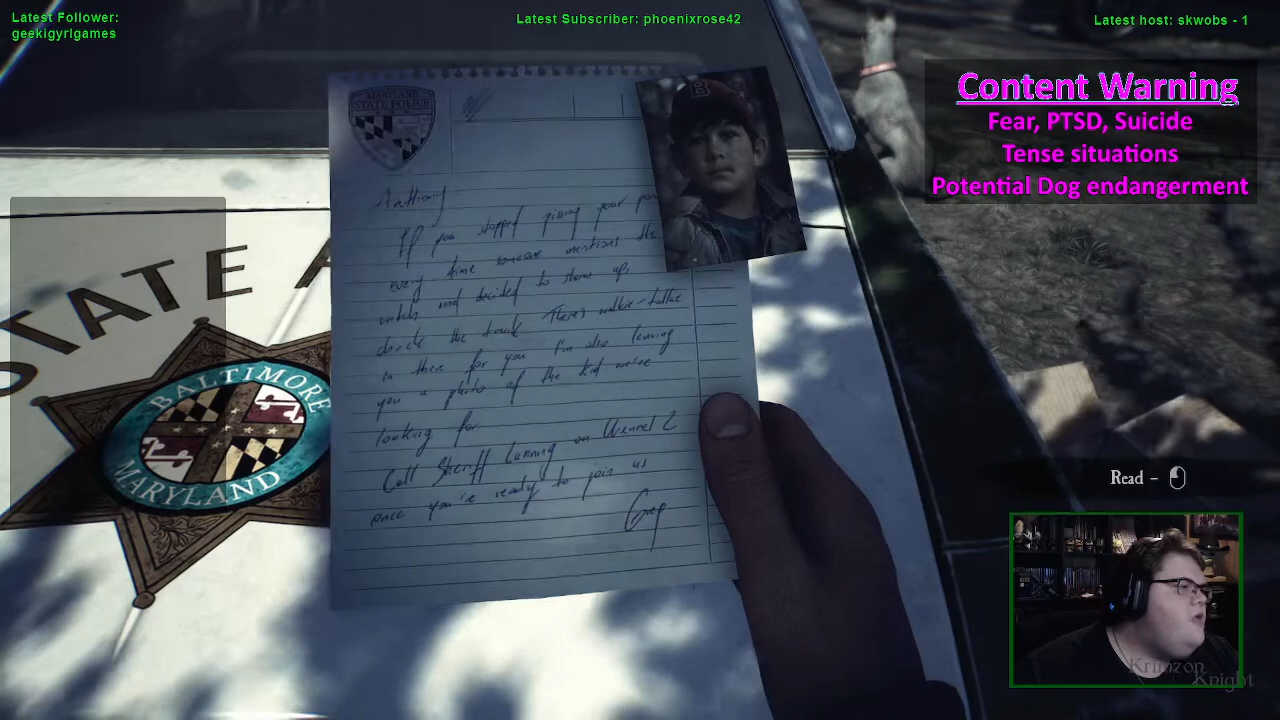 Latest Follower:
geekigyrlgames
Latest Subscriber: phoenixrose42
Latest host: skwobs - 1
Content Warning
Fear, PTSD, Suicide
Tense situations
Potential Dog endangerment
MARYLAND
STATE POLICE
Anthony
If you stopped pissing your
every time someone mentions the
witch and decided to show up,
check the trunk There's walkie-talkie
in there for you I'm also leaving
you a photo of the kid we're
looking for
Call Sheriff Lanning on Channel 2
once you're ready to join us
Greg
B
STATE
BALTIMORE
MARYLAND
Read -
Krimzon
Knight